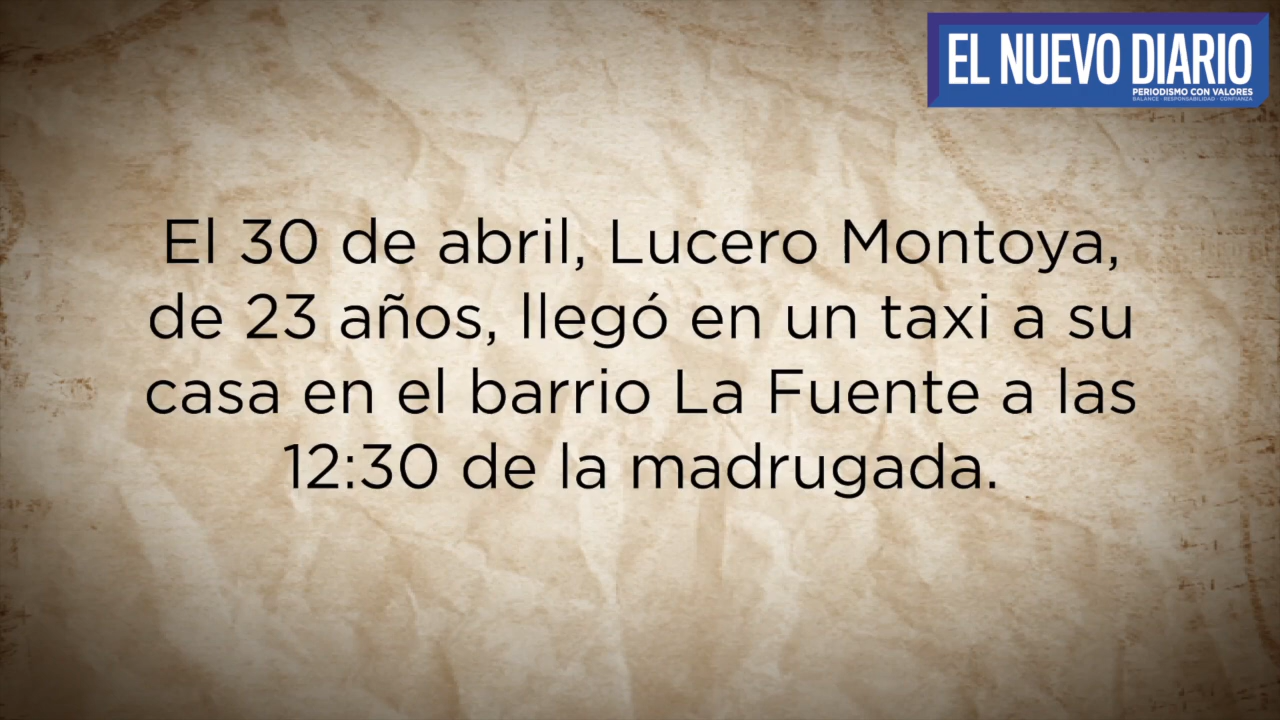 EL NUEVO DIARIO
PERIODISMO CON VALORES
BALANCE · RESPONSABILIDAD · CONFIANZA
El 30 de abril, Lucero Montoya,
de 23 años, llegó en un taxi a su
casa en el barrio La Fuente a las
12:30 de la madrugada.